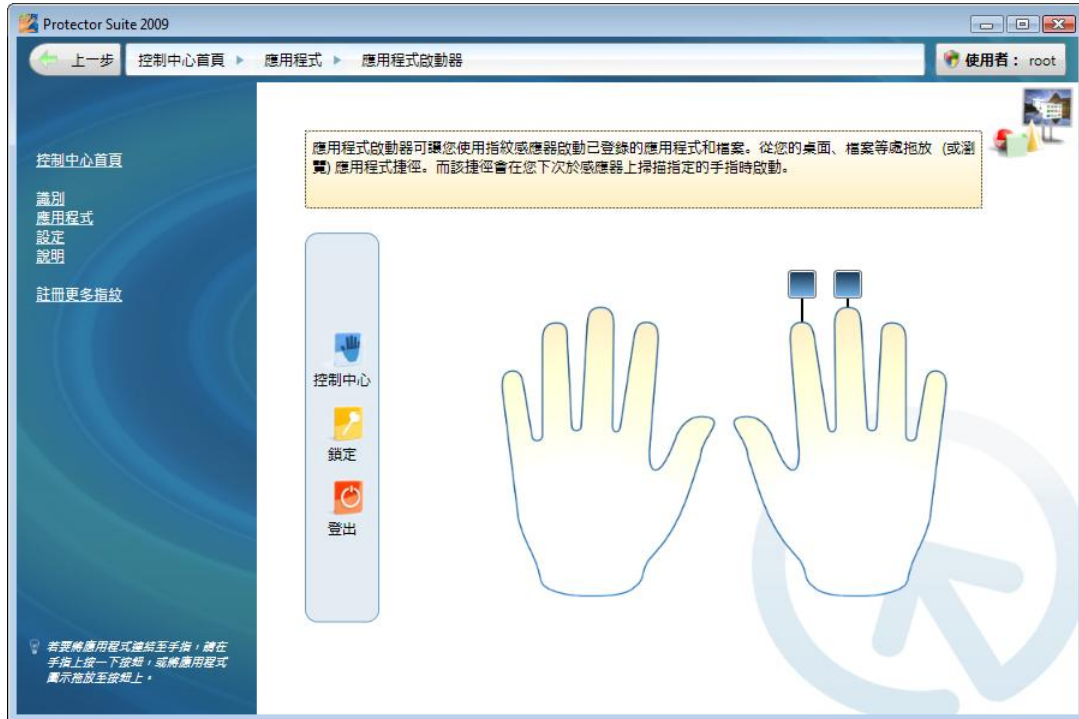 Protector Suite 2009
上一步
控制中心首頁 ▶ 應用程式 ▶ 應用程式啟動器
使用者： root
控制中心首頁
識別
應用程式
設定
說明
註冊更多指紋
應用程式啟動器可讓您使用指紋感應器啟動已登錄的應用程式和檔案。從您的桌面、檔案等處拖放 (或瀏
覽) 應用程式捷徑。而該捷徑會在您下次於感應器上掃描指定的手指時啟動。
控制中心
鎖定
登出
若要將應用程式連結至手指，請在
手指上按一下按鈕，或將應用程式
圖示拖放至按鈕上。